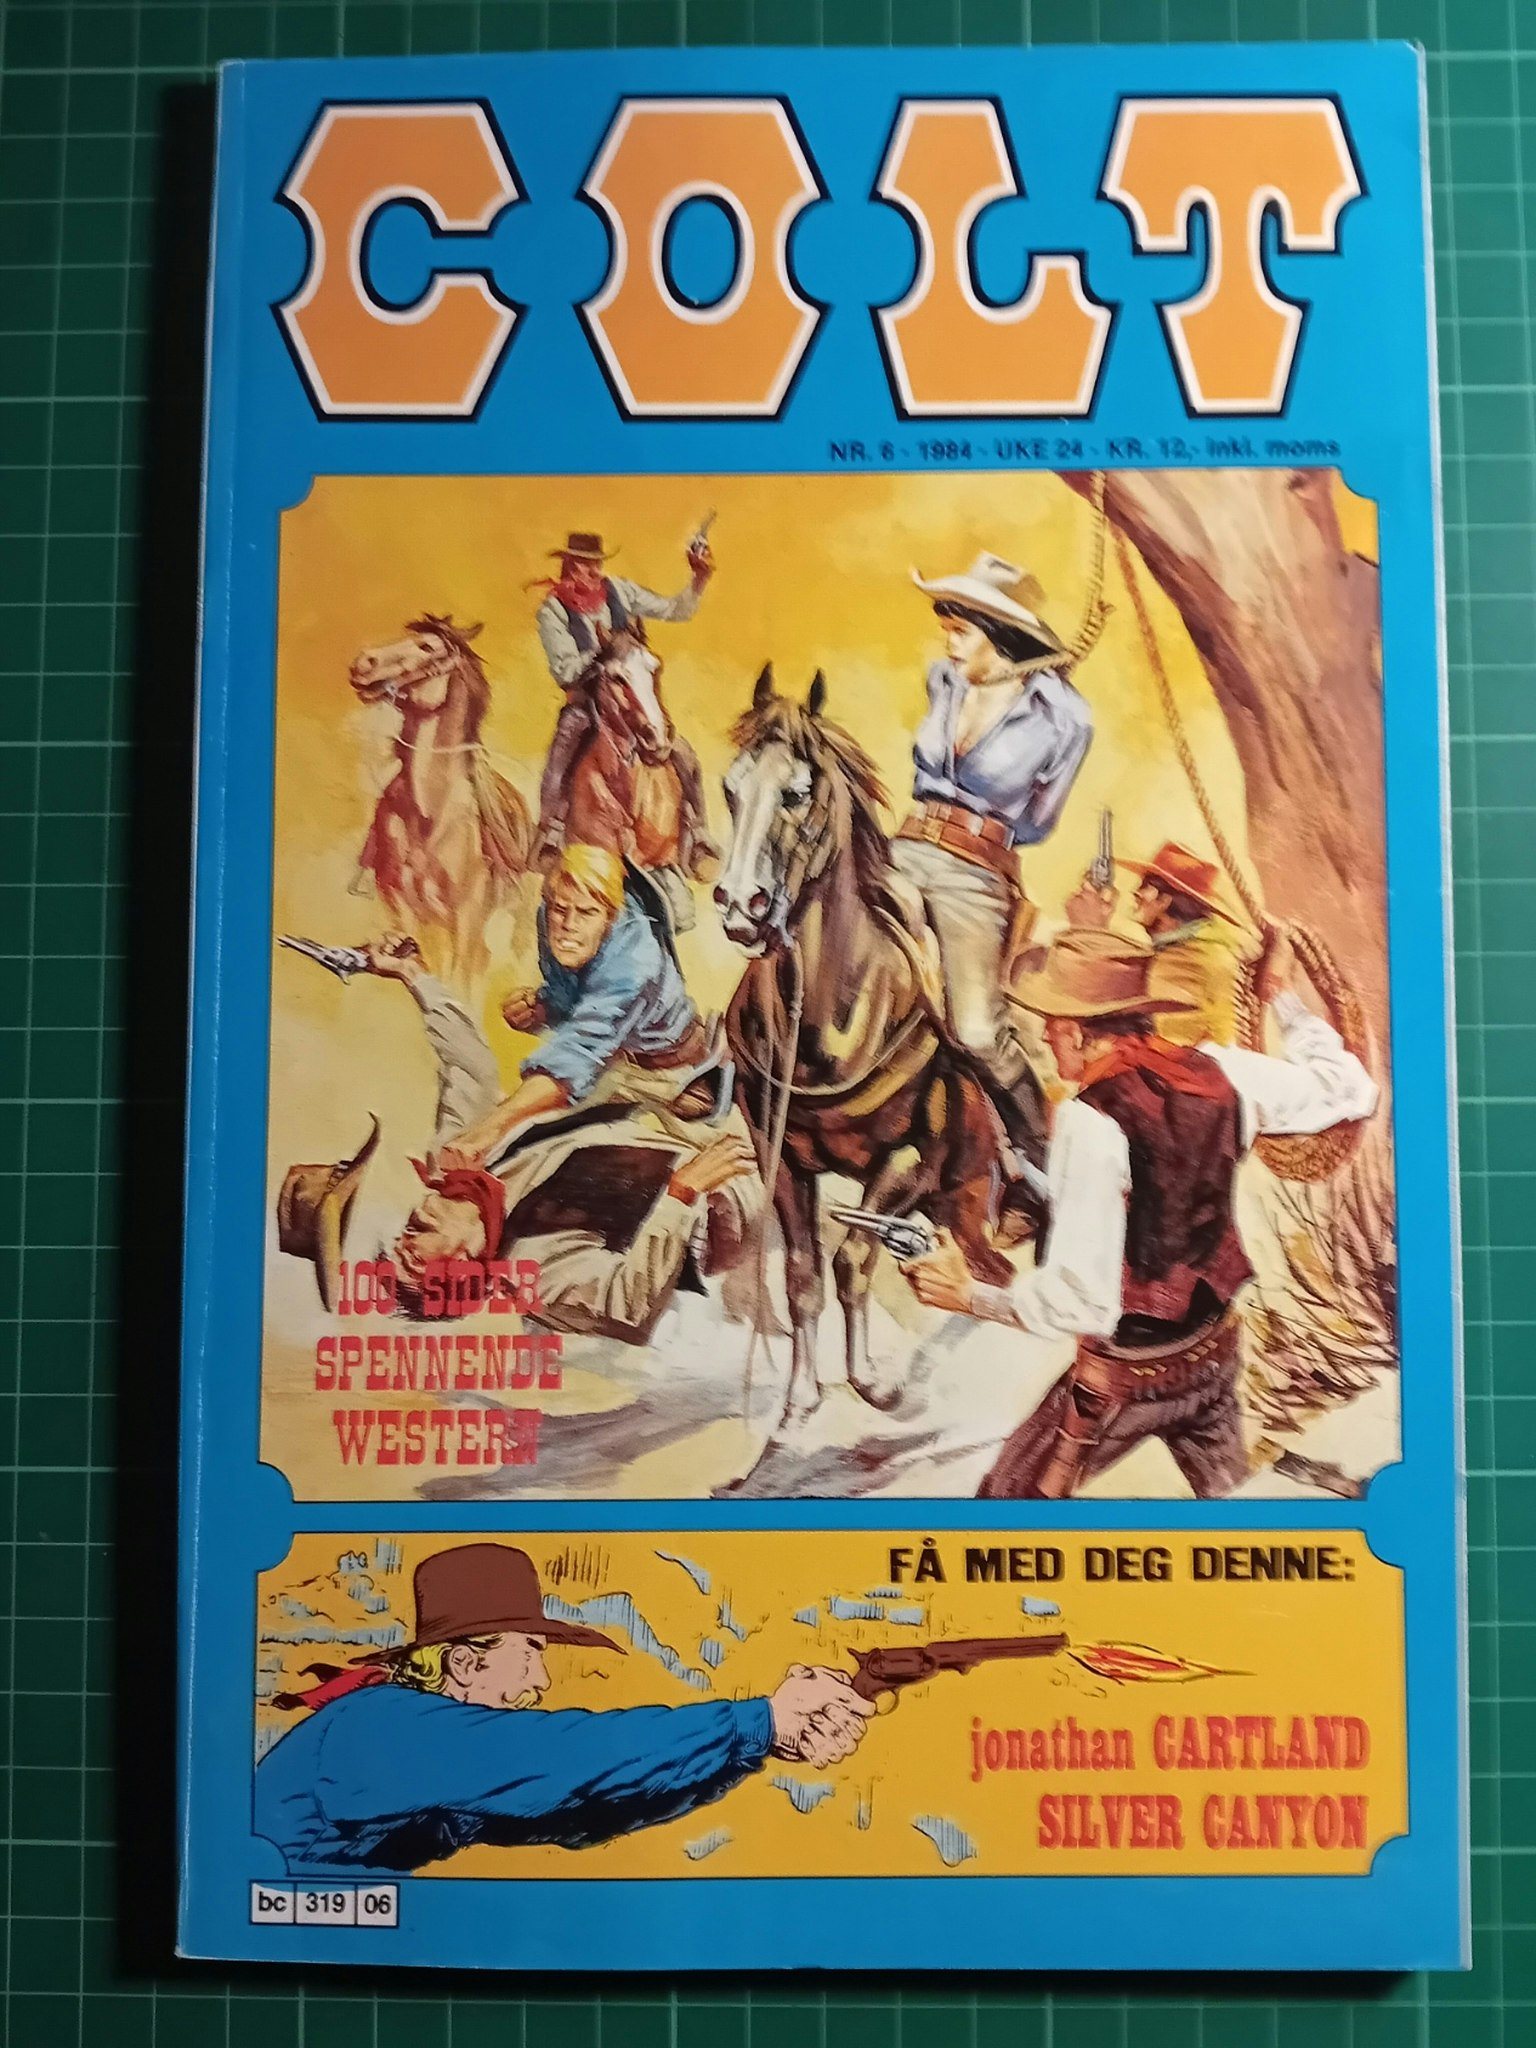 COLT
NR. 6 - 1984 - UKE 24 - KR. 12,- inkl. moms
100 SIDER
SPENNENDE
WESTERN
FÅ MED DEG DENNE:
jonathan CARTLAND
SILVER CANYON
bc 319 06